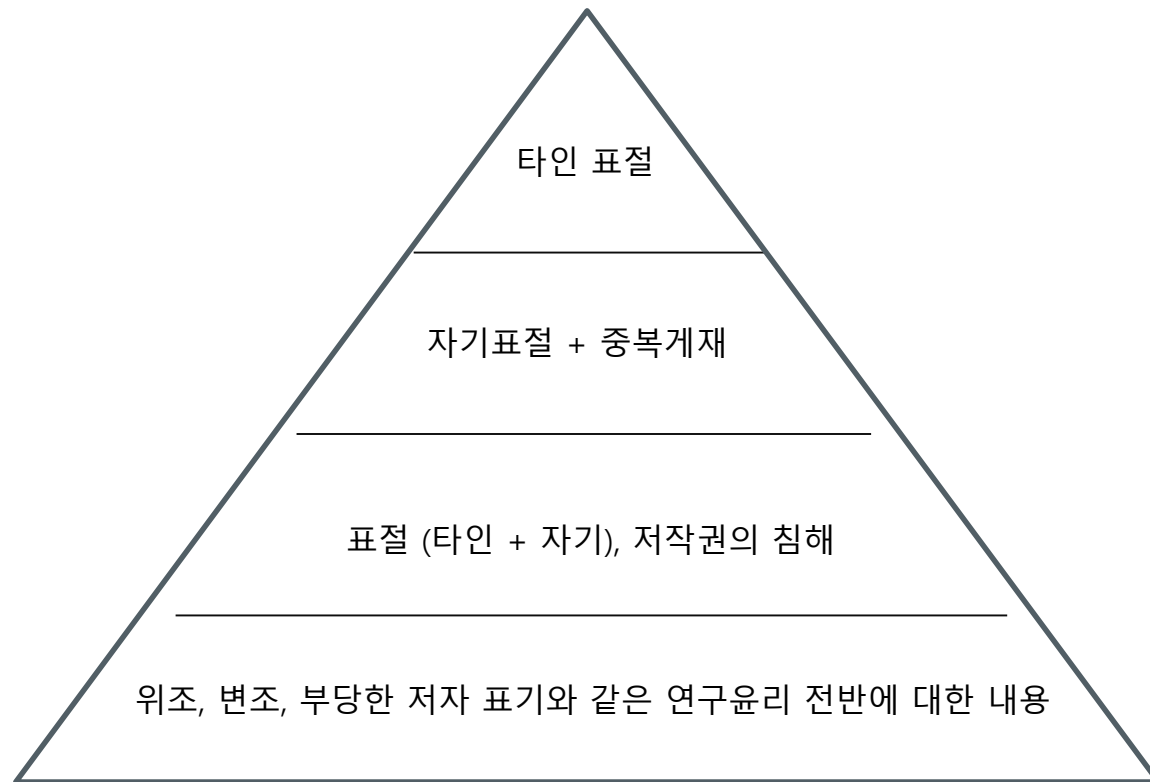 타인 표절
자기표절 + 중복게재
표절 (타인 + 자기), 저작권의 침해
위조, 변조, 부당한 저자 표기와 같은 연구윤리 전반에 대한 내용